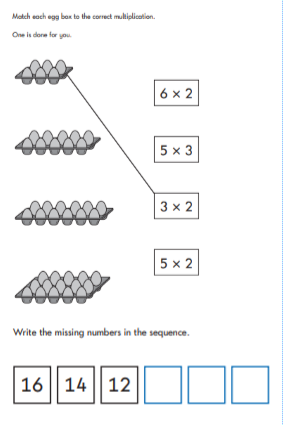 Match each egg box to the correct multiplication.
One is done for you.
6 × 2
5 × 3
3 × 2
5 × 2
Write the missing numbers in the sequence.
16 14 12